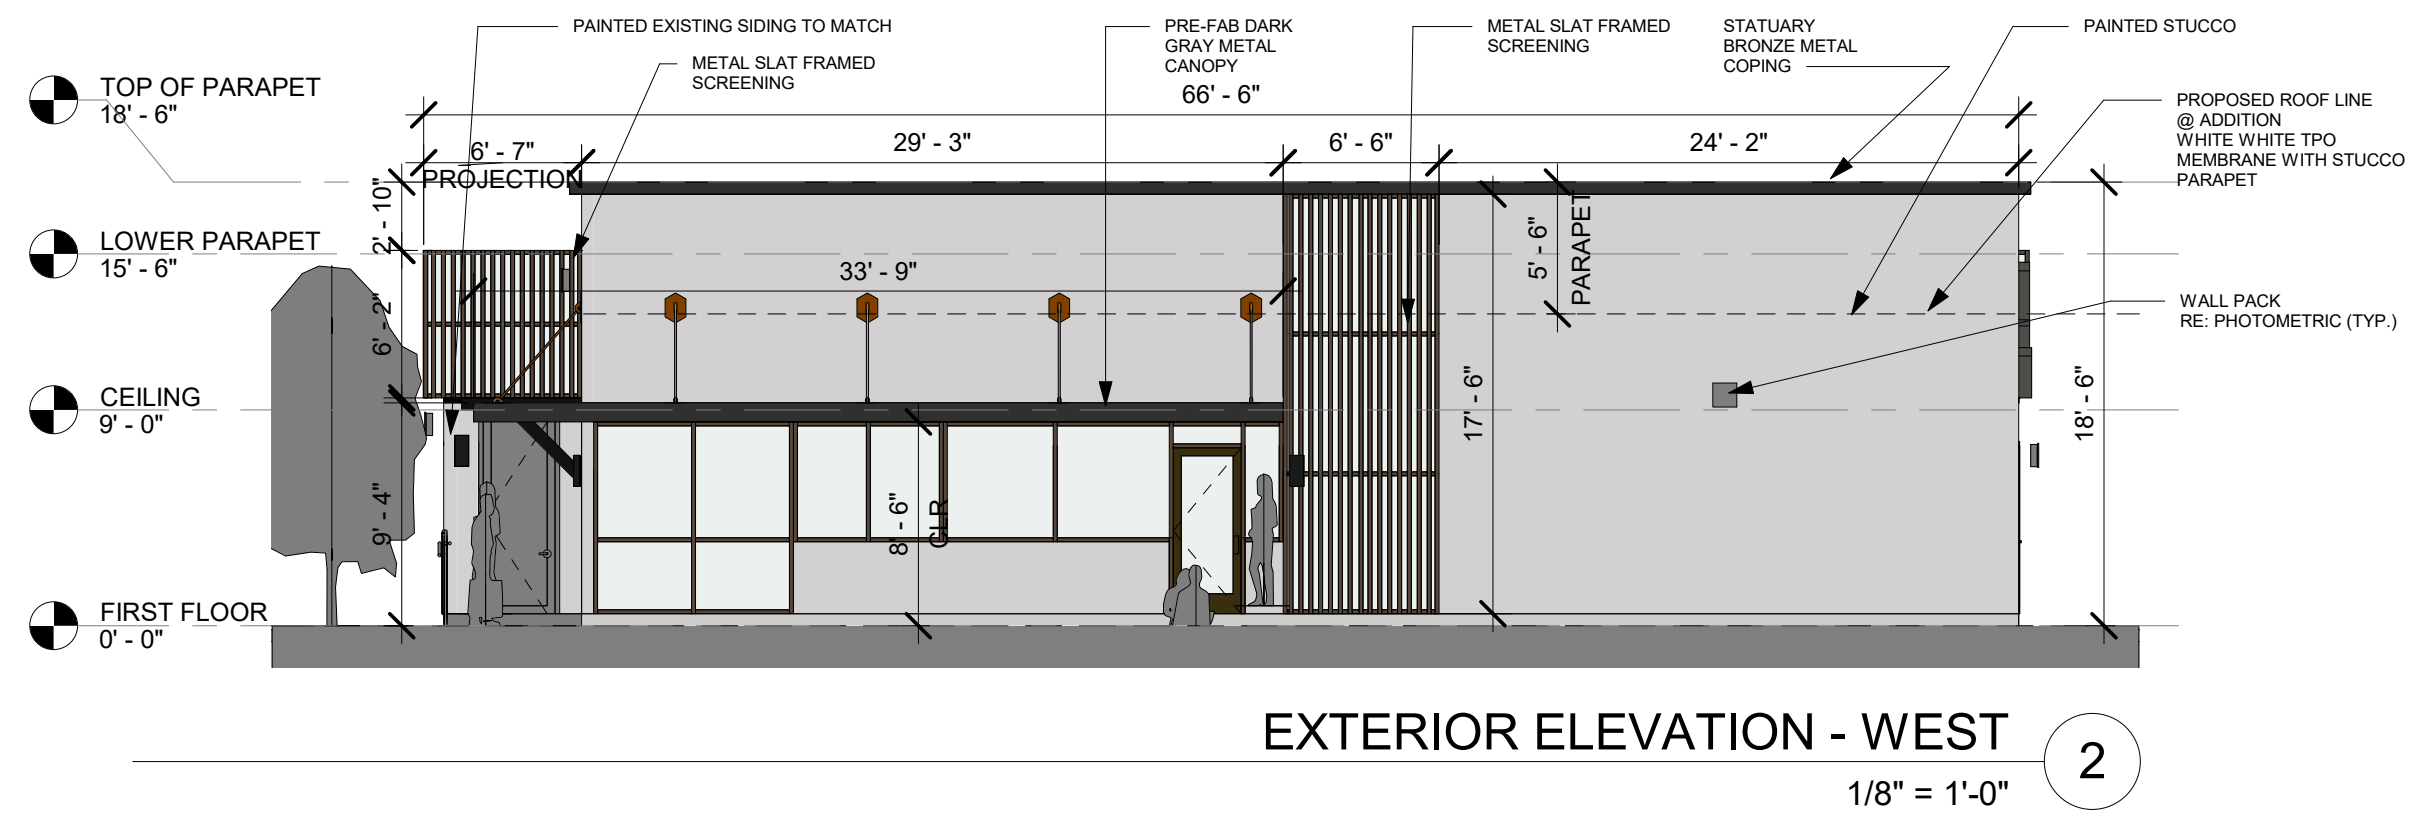 PAINTED EXISTING SIDING TO MATCH
METAL SLAT FRAMED
SCREENING
PRE-FAB DARK
GRAY METAL
CANOPY
METAL SLAT FRAMED
SCREENING
STATUARY
BRONZE METAL
COPING
PAINTED STUCCO
PROPOSED ROOF LINE
@ ADDITION
WHITE WHITE TPO
MEMBRANE WITH STUCCO
PARAPET
WALL PACK
RE: PHOTOMETRIC (TYP.)
TOP OF PARAPET
18' - 6"
LOWER PARAPET
15' - 6"
CEILING
9' - 0"
FIRST FLOOR
0' - 0"
66' - 6"
6' - 7"
PROJECTION
29' - 3"
6' - 6"
24' - 2"
2' - 10"
6' - 2"
9' - 4"
33' - 9"
8' - 6"
CLR
17' - 6"
5' - 6"
PARAPET
18' - 6"
EXTERIOR ELEVATION - WEST
2
1/8" = 1'-0"